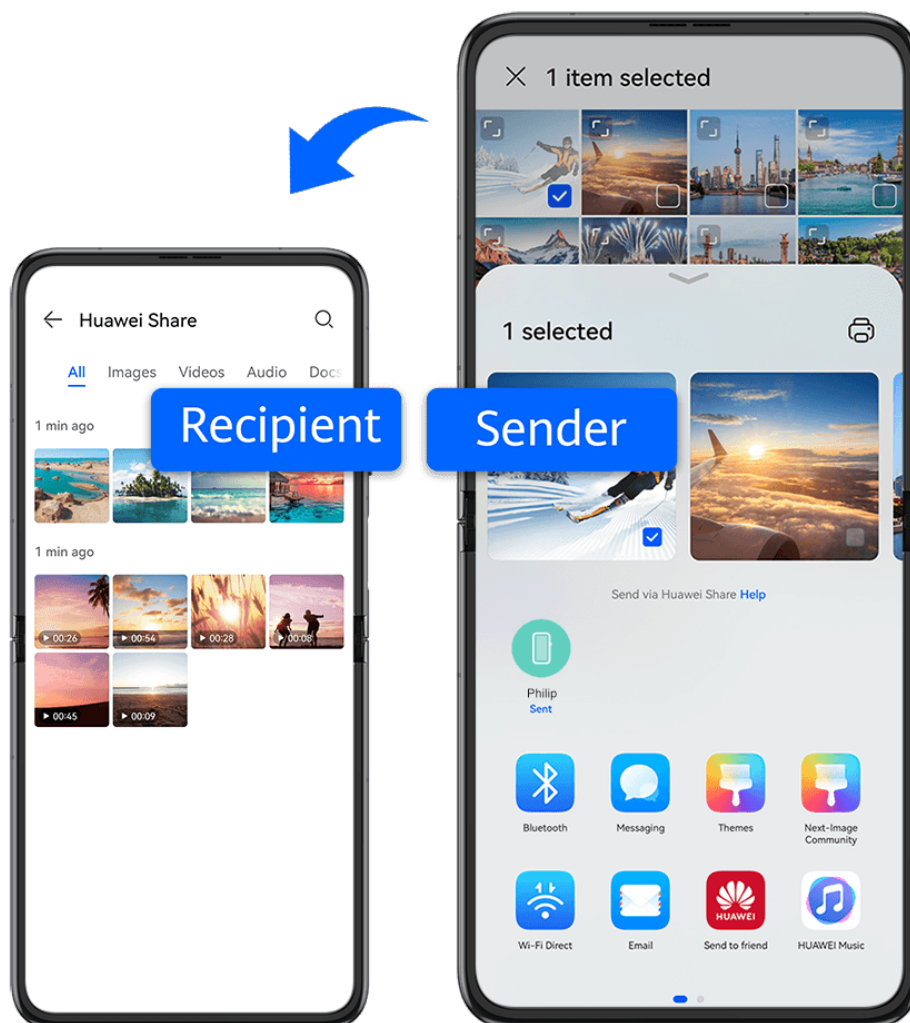 1 item selected
Huawei Share
All Images Videos Audio Docs
1 min ago
1 min ago
00:26
00:54
00:28
00:08
00:45
00:09
Recipient
Sender
1 selected
Send via Huawei Share Help
Philip
Sent
Bluetooth
Messaging
Themes
Next-Image
Community
Wi-Fi Direct
Email
HUAWEI
Send to friend
HUAWEI Music